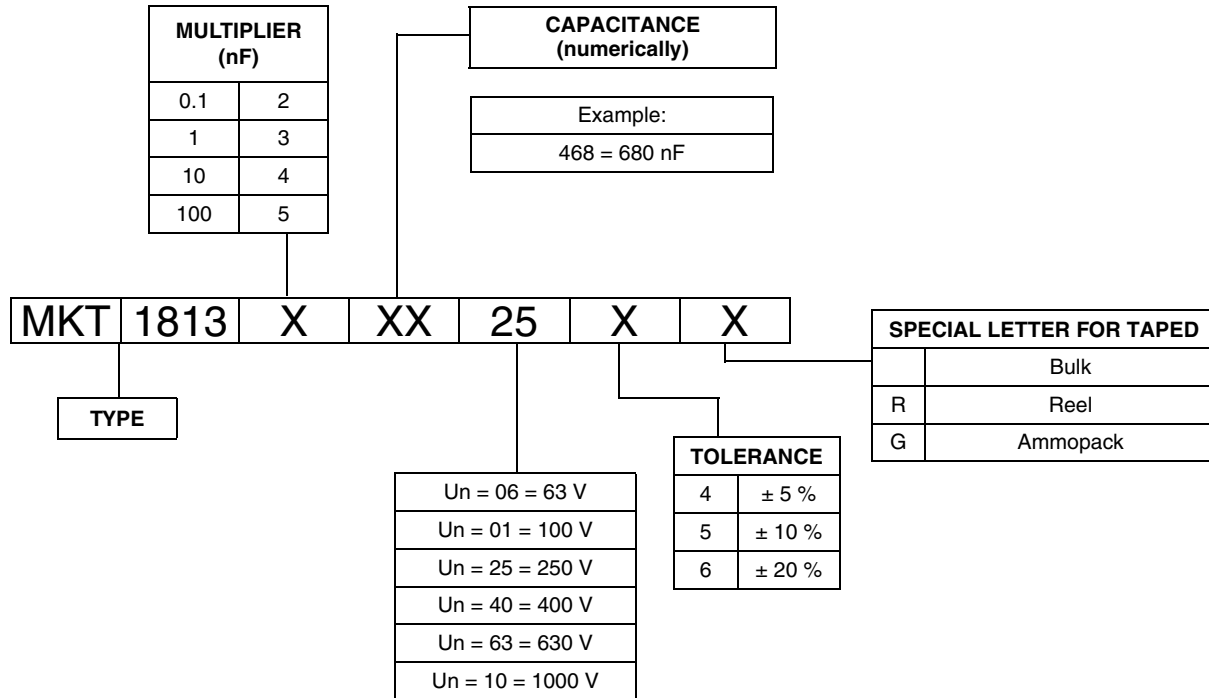 MULTIPLIER
(nF)
0.1 2
1 3
10 4
100 5
CAPACITANCE
(numerically)
Example:
468 = 680 nF
MKT 1813 X XX 25 X X
TYPE
Un = 06 = 63 V
Un = 01 = 100 V
Un = 25 = 250 V
Un = 40 = 400 V
Un = 63 = 630 V
Un = 10 = 1000 V
TOLERANCE
4 ± 5 %
5 ± 10 %
6 ± 20 %
SPECIAL LETTER FOR TAPED
Bulk
R Reel
G Ammopack